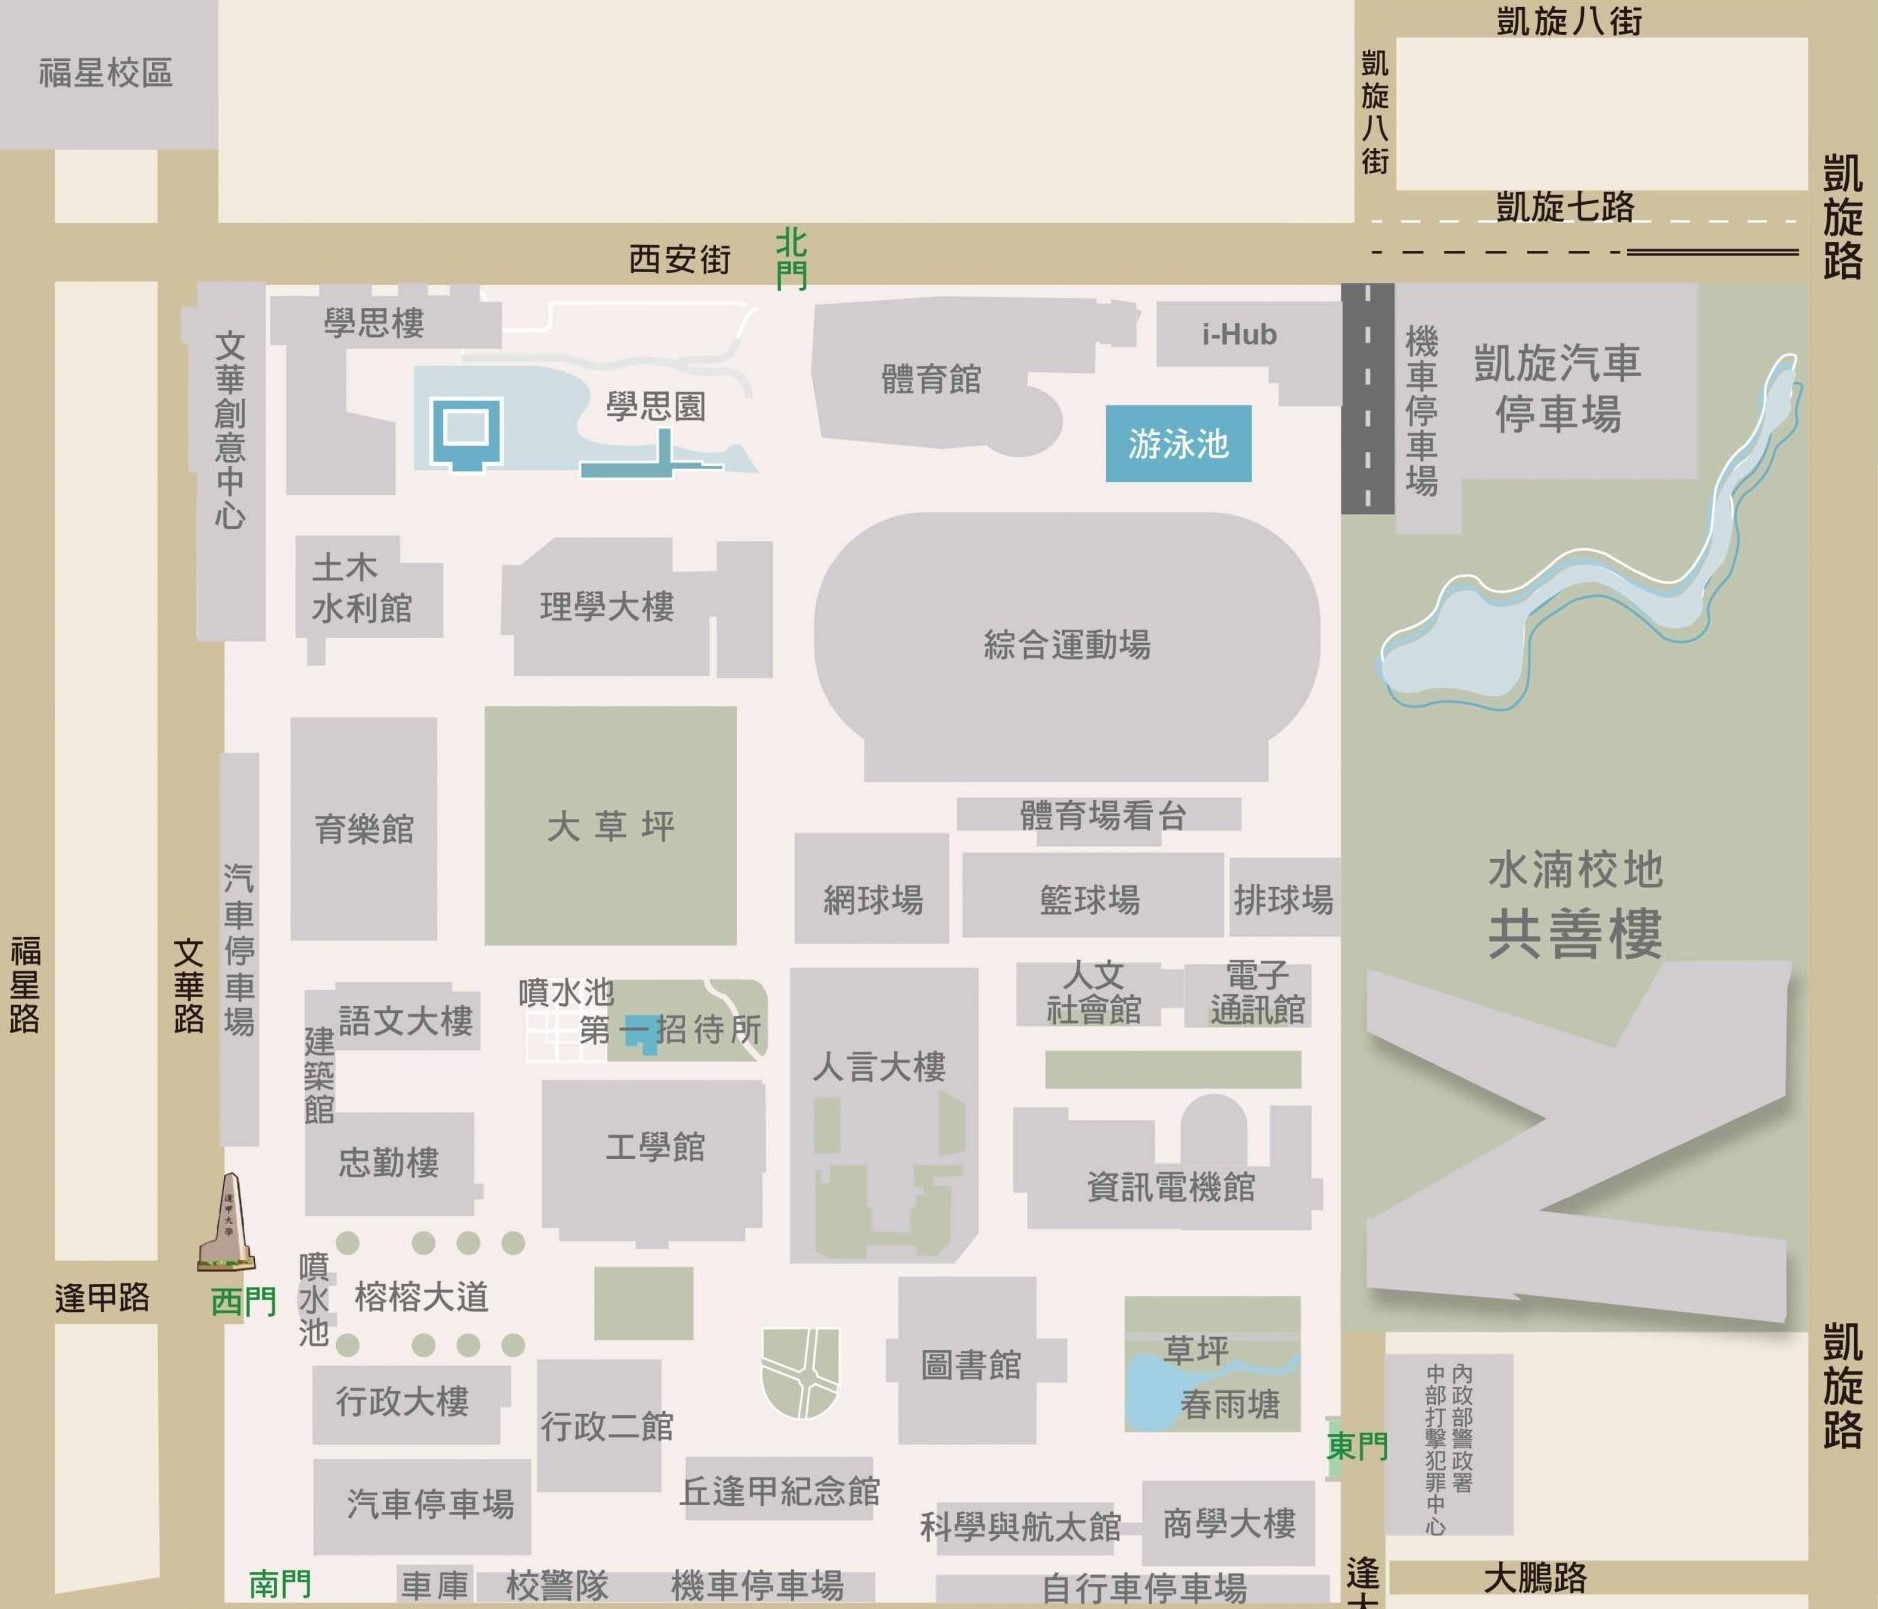 福星校區
凱旋八街
凱旋八街
凱旋七路
凱旋路
西安街
北門
文華創意中心
學思樓
學思園
體育館
i-Hub
游泳池
機車停車場
凱旋汽車
停車場
土木
水利館
理學大樓
綜合運動場
育樂館
大草坪
體育場看台
網球場
籃球場
排球場
水湳校地
共善樓
汽車停車場
福星路
文華路
噴水池
第一招待所
語文大樓
建築館
忠勤樓
工學館
人言大樓
人文
社會館
電子
通訊館
資訊電機館
逢甲大學
逢甲路
西門
噴水池
榕榕大道
行政大樓
行政二館
圖書館
草坪
春雨塘
東門
內政部警政署
中部打擊犯罪中心
凱旋路
汽車停車場
丘逢甲紀念館
科學與航太館
商學大樓
南門
車庫
校警隊
機車停車場
自行車停車場
逢大
大鵬路